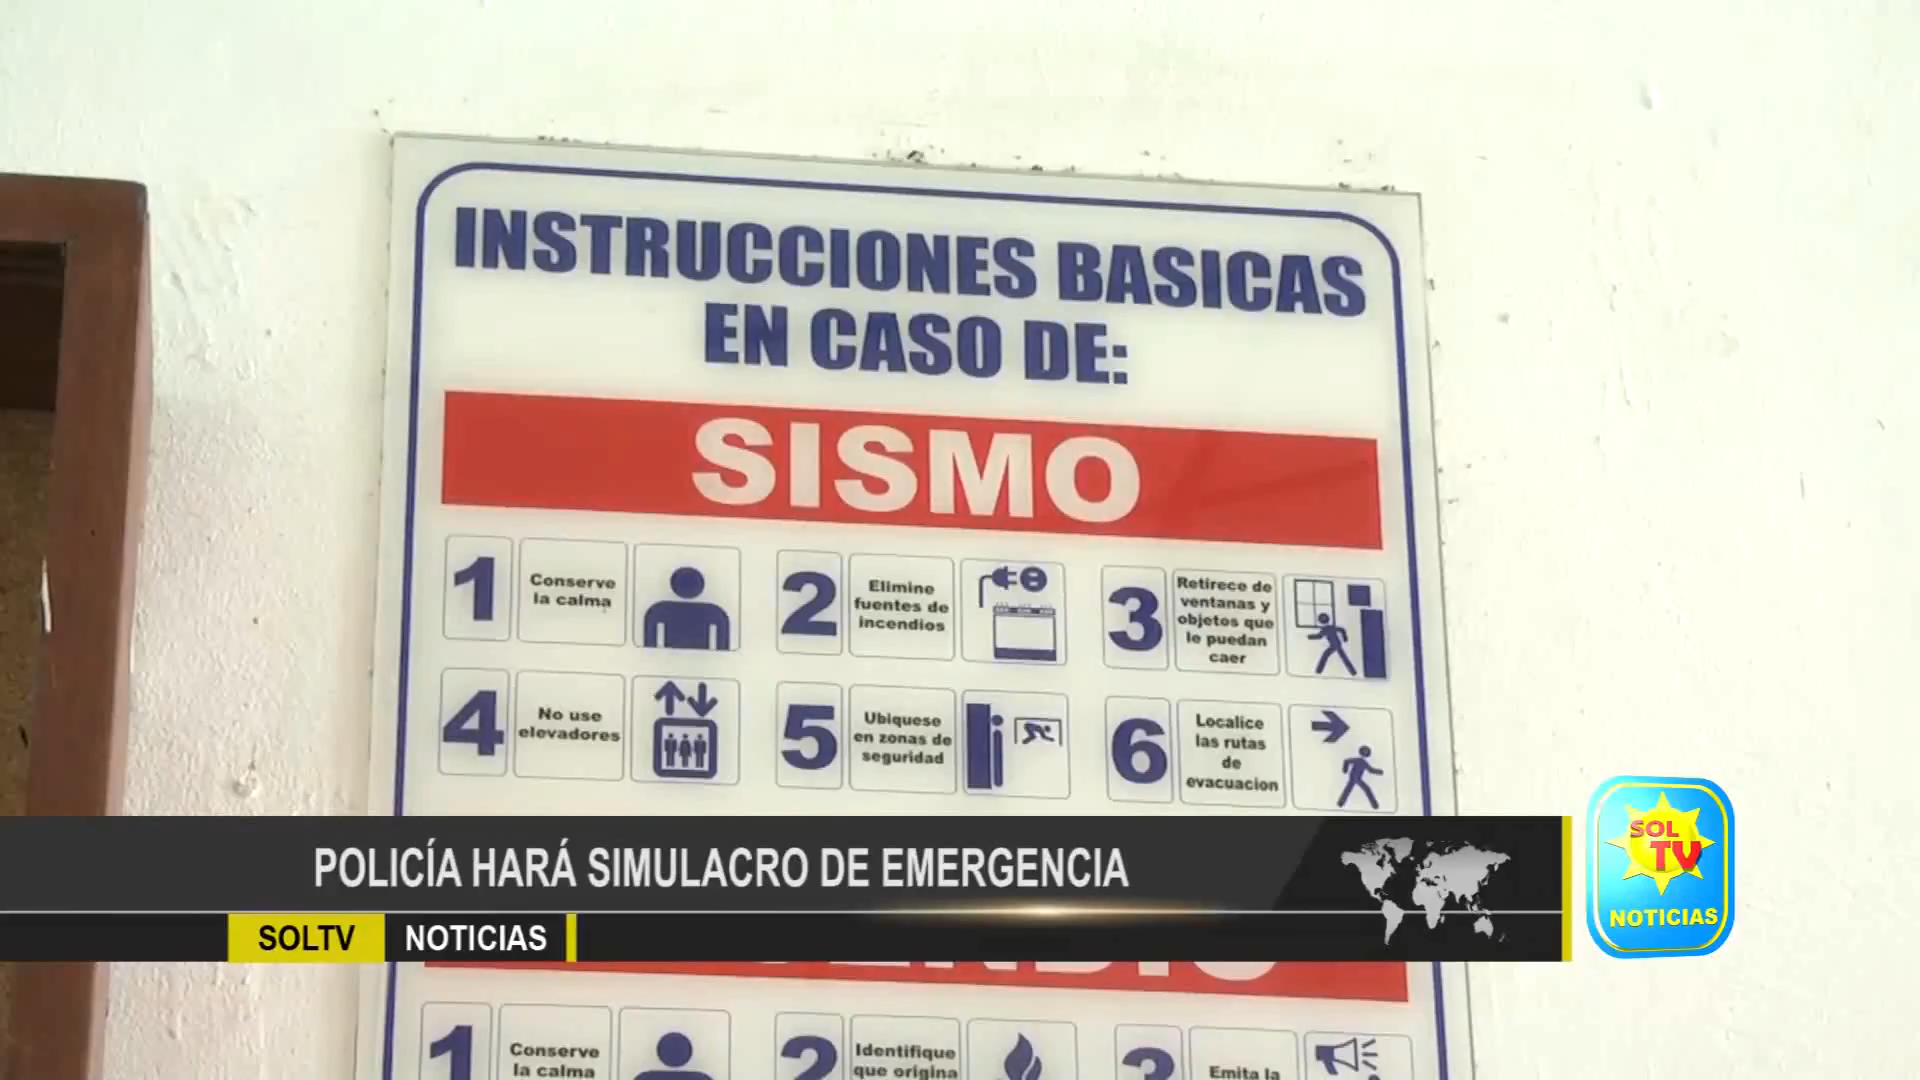 INSTRUCCIONES BASICAS
EN CASO DE:
SISMO
1
Conserve
la calma
2
Elimine
fuentes de
incendios
3
Retirece de
ventanas y
objetos que
le puedan
caer
4
No use
elevadores
5
Ubiquese
en zonas de
seguridad
6
Localice
las rutas
de
evacuacion
POLICÍA HARÁ SIMULACRO DE EMERGENCIA
SOLTV NOTICIAS
SOL
TV
NOTICIAS
1
Conserve
la calma
2
Identifique
que origina
3
Emita la